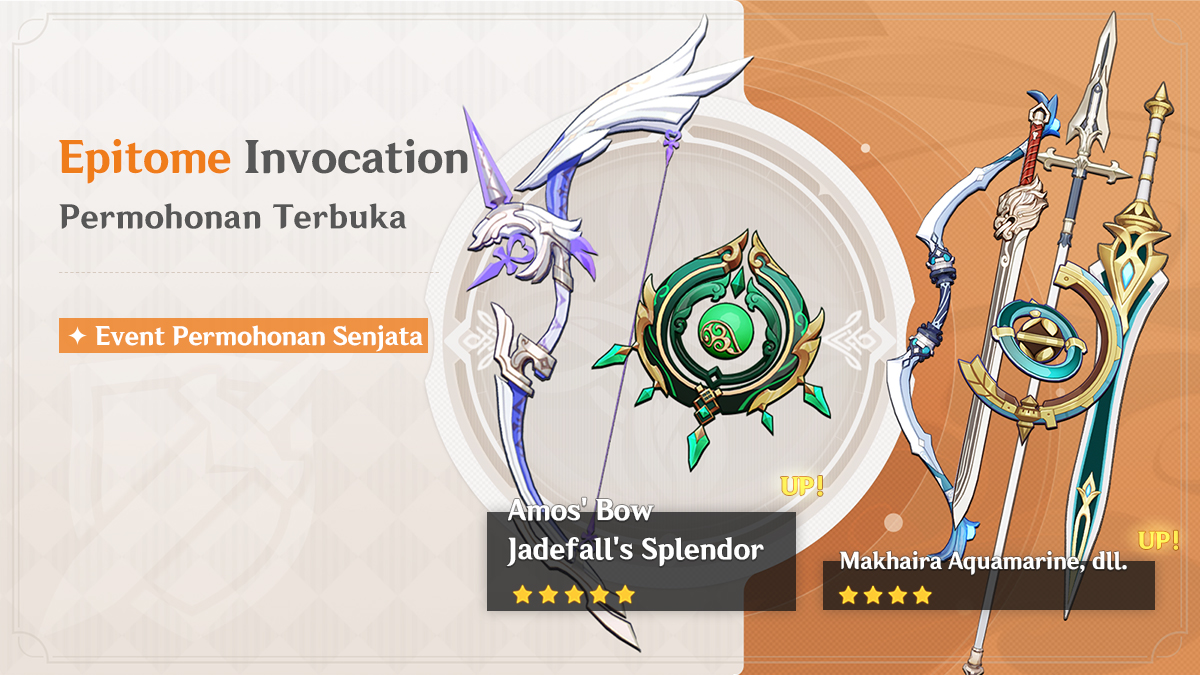 Epitome Invocation
Permohonan Terbuka
✦ Event Permohonan Senjata
UP!
Amos' Bow
Jadefall's Splendor
UP!
Makhaira Aquamarine, dll.